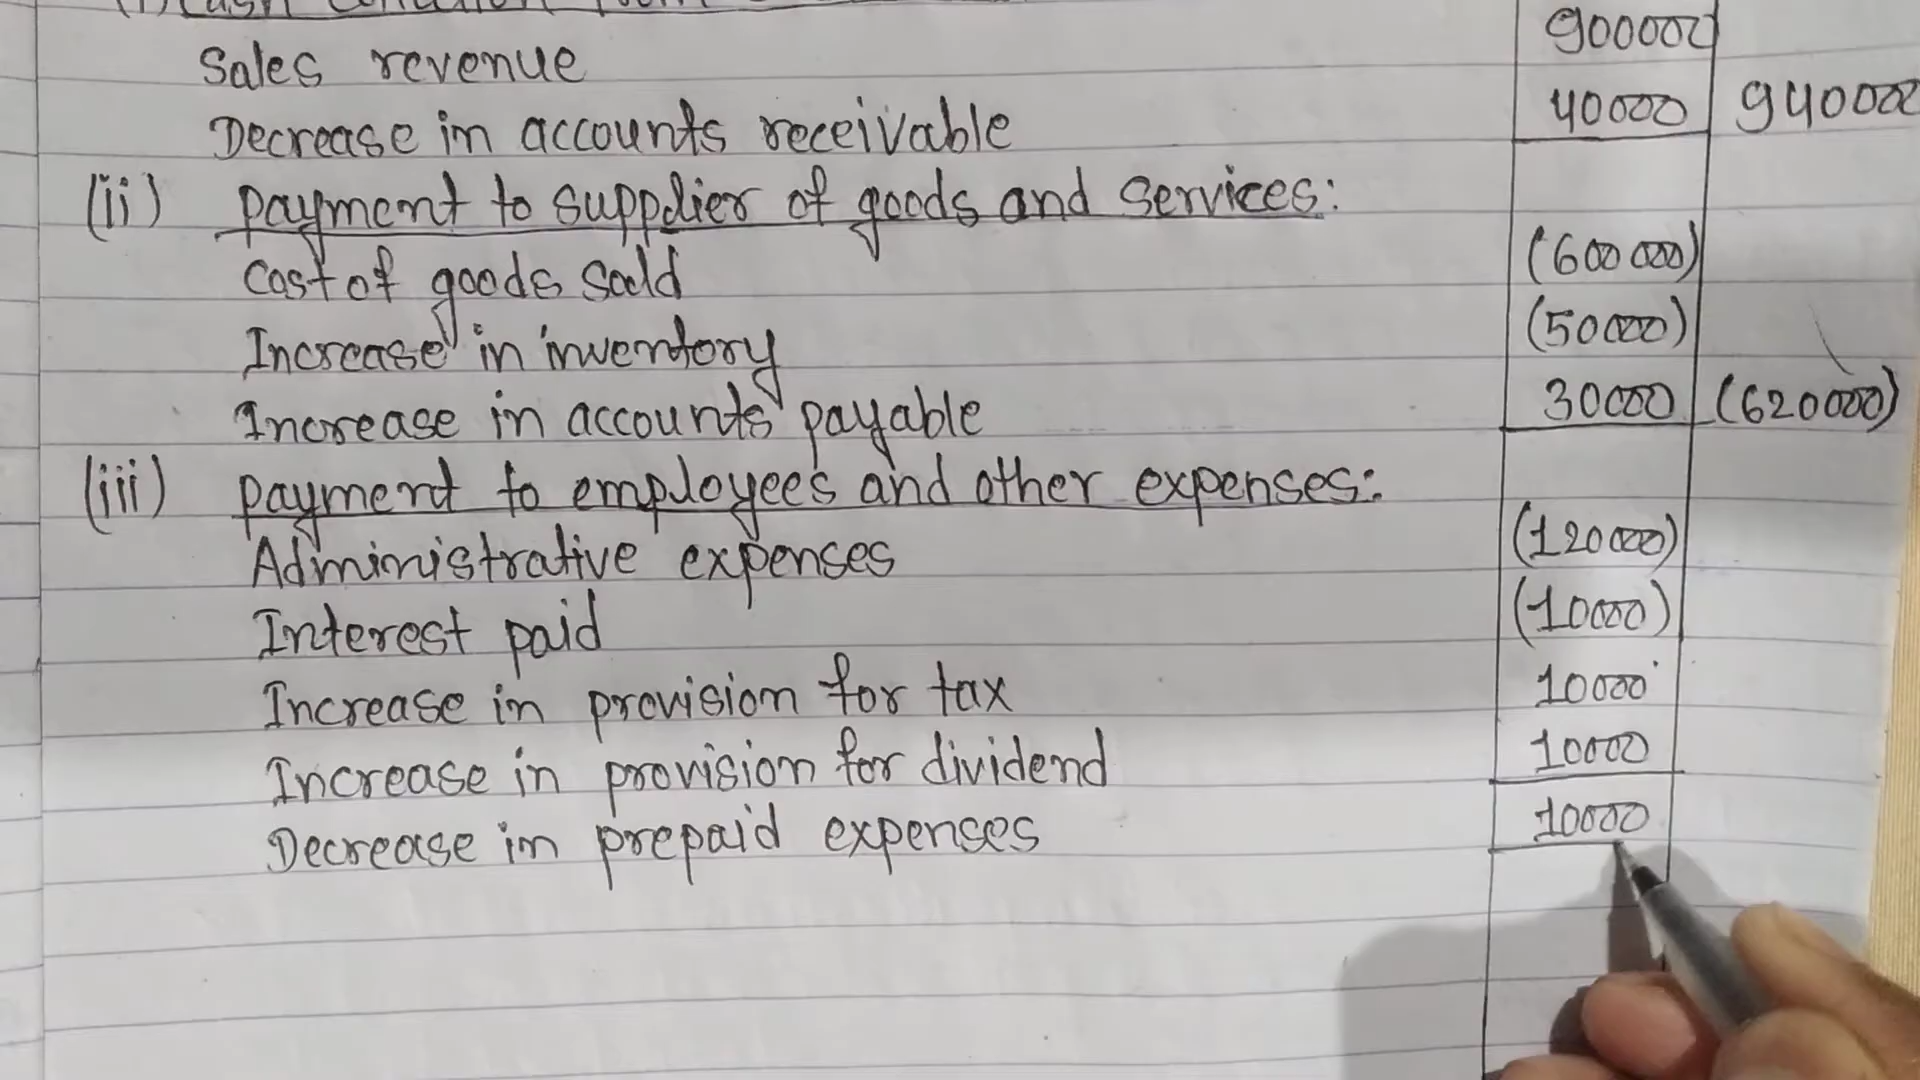 (i) Cash
Sales revenue 900000
Decrease in accounts receivable 40000 940000
(ii) payment to supplier of goods and services:
Cost of goods sold (600000)
Increase in inventory (50000)
Increase in accounts payable 30000 (620000)
(iii) payment to employees and other expenses:
Administrative expenses (120000)
Interest paid (10000)
Increase in provision for tax 10000
Increase in provision for dividend 10000
Decrease in prepaid expenses 10000